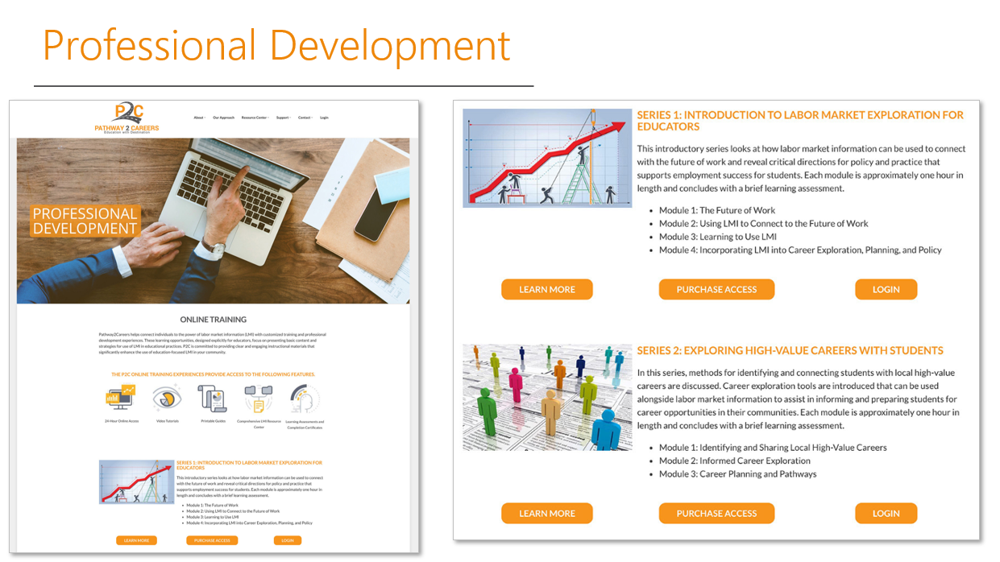 Professional Development
P2C
PATHWAY 2 CAREERS
Education with Destination
About
Our Approach
Resource Center
Support
Contact
Login
PROFESSIONAL
DEVELOPMENT
ONLINE TRAINING
Pathway2Careers helps connect individuals to the power of labor market information (LMI) with customized training and professional
development experiences. These learning opportunities, designed explicitly for educators, focus on presenting basic content and
strategies for use of LMI in educational practices. P2C is committed to providing clear and engaging instructional materials that
significantly enhance the use of education-focused LMI in your community.
THE P2C ONLINE TRAINING EXPERIENCES PROVIDE ACCESS TO THE FOLLOWING FEATURES.
24-Hour Online Access
Video Tutorials
Printable Guides
Comprehensive LMI Resource
Center
Learning Assessments and
Completion Certificates
SERIES 1: INTRODUCTION TO LABOR MARKET EXPLORATION FOR
EDUCATORS
This introductory series looks at how labor market information can be used to connect
with the future of work and reveal critical directions for policy and practice that
supports employment success for students. Each module is approximately one hour in
length and concludes with a brief learning assessment.
• Module 1: The Future of Work
• Module 2: Using LMI to Connect to the Future of Work
• Module 3: Learning to Use LMI
• Module 4: Incorporating LMI into Career Exploration, Planning, and Policy
LEARN MORE
PURCHASE ACCESS
LOGIN
SERIES 1: INTRODUCTION TO LABOR MARKET EXPLORATION FOR
EDUCATORS
This introductory series looks at how labor market information can be used to connect
with the future of work and reveal critical directions for policy and practice that
supports employment success for students. Each module is approximately one hour in
length and concludes with a brief learning assessment.
• Module 1: The Future of Work
• Module 2: Using LMI to Connect to the Future of Work
• Module 3: Learning to Use LMI
• Module 4: Incorporating LMI into Career Exploration, Planning, and Policy
LEARN MORE
PURCHASE ACCESS
LOGIN
SERIES 2: EXPLORING HIGH-VALUE CAREERS WITH STUDENTS
In this series, methods for identifying and connecting students with local high-value
careers are discussed. Career exploration tools are introduced that can be used
alongside labor market information to assist in informing and preparing students for
career opportunities in their communities. Each module is approximately one hour in
length and concludes with a brief learning assessment.
• Module 1: Identifying and Sharing Local High-Value Careers
• Module 2: Informed Career Exploration
• Module 3: Career Planning and Pathways
LEARN MORE
PURCHASE ACCESS
LOGIN